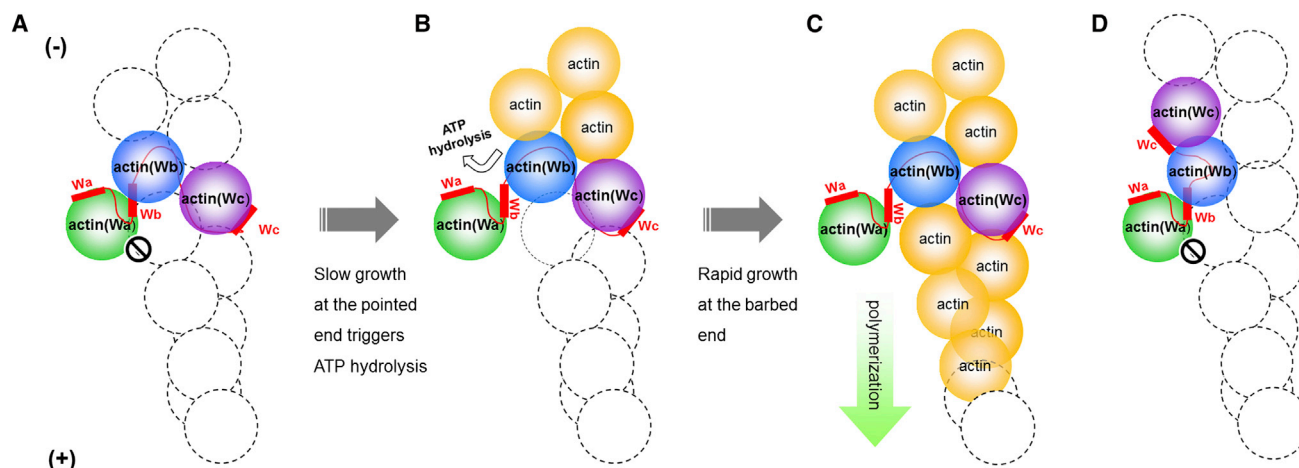 A
(-)
actin(Wb)
Wa
actin(Wc)
actin(Wa)
Wb
Wc
(+)
Slow growth
at the pointed
end triggers
ATP hydrolysis
B
actin
actin
actin
ATP
hydrolysis
actin(Wb)
Wa
actin(Wc)
Wb
actin(Wa)
Wc
Rapid growth
at the barbed
end
C
actin
actin
actin
actin(Wb)
Wa
actin(Wc)
Wb
actin(Wa)
Wc
actin
actin
actin
actin
actin
polymerization
D
actin(Wc)
Wc
actin(Wb)
Wa
Wb
actin(Wa)